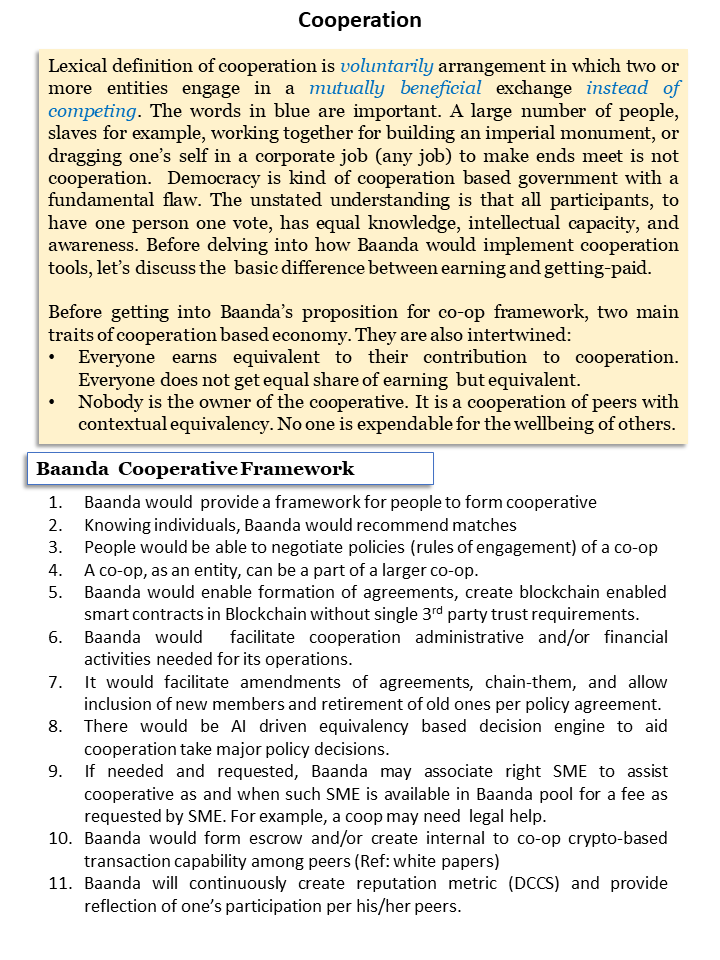 Cooperation
Lexical definition of cooperation is voluntarily arrangement in which two or
more entities engage in a mutually beneficial exchange instead of
competing. The words in blue are important. A large number of people,
slaves for example, working together for building an imperial monument, or
dragging one’s self in a corporate job (any job) to make ends meet is not
cooperation. Democracy is kind of cooperation based government with a
fundamental flaw. The unstated understanding is that all participants, to
have one person one vote, has equal knowledge, intellectual capacity, and
awareness. Before delving into how Baanda would implement cooperation
tools, let’s discuss the basic difference between earning and getting-paid.
Before getting into Baanda’s proposition for co-op framework, two main
traits of cooperation based economy. They are also intertwined:
• Everyone earns equivalent to their contribution to cooperation.
Everyone does not get equal share of earning but equivalent.
• Nobody is the owner of the cooperative. It is a cooperation of peers with
contextual equivalency. No one is expendable for the wellbeing of others.
Baanda Cooperative Framework
1. Baanda would provide a framework for people to form cooperative
2. Knowing individuals, Baanda would recommend matches
3. People would be able to negotiate policies (rules of engagement) of a co-op
4. A co-op, as an entity, can be a part of a larger co-op.
5. Baanda would enable formation of agreements, create blockchain enabled
smart contracts in Blockchain without single 3rd party trust requirements.
6. Baanda would facilitate cooperation administrative and/or financial
activities needed for its operations.
7. It would facilitate amendments of agreements, chain-them, and allow
inclusion of new members and retirement of old ones per policy agreement.
8. There would be AI driven equivalency based decision engine to aid
cooperation take major policy decisions.
9. If needed and requested, Baanda may associate right SME to assist
cooperative as and when such SME is available in Baanda pool for a fee as
requested by SME. For example, a coop may need legal help.
10. Baanda would form escrow and/or create internal to co-op crypto-based
transaction capability among peers (Ref: white papers)
11. Baanda will continuously create reputation metric (DCCS) and provide
reflection of one’s participation per his/her peers.